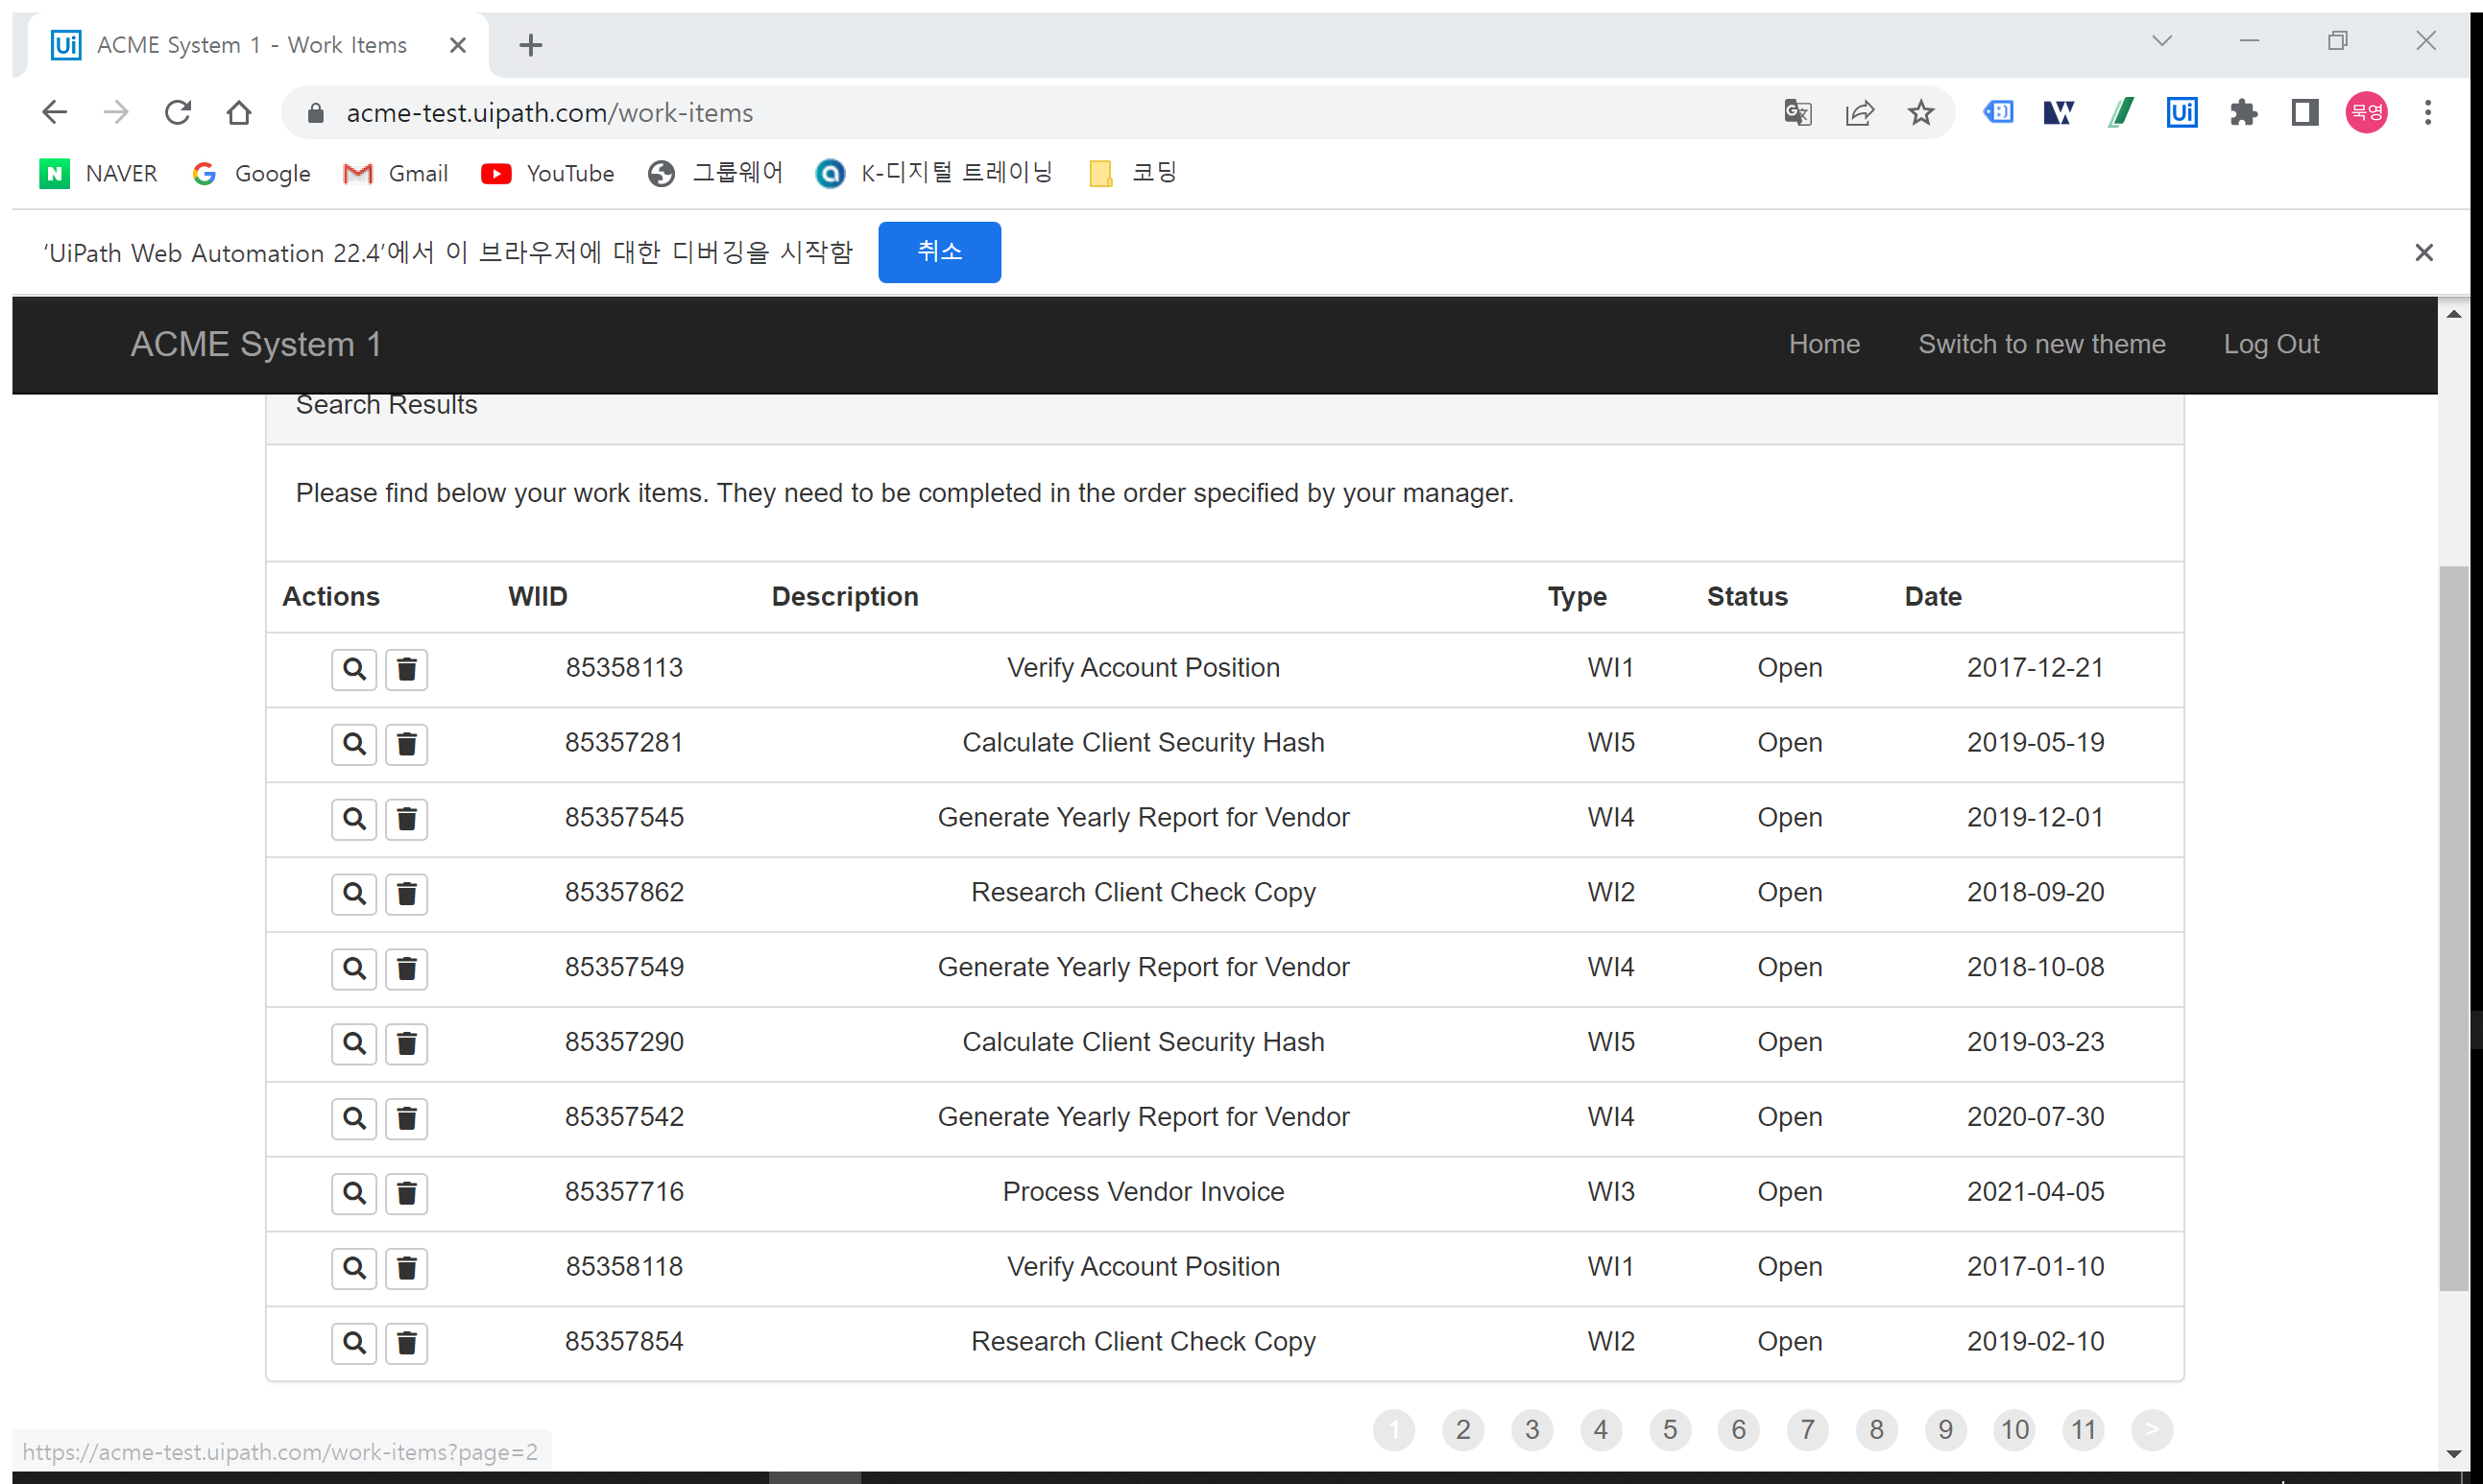 ACME System 1 - Work Items
acme-test.uipath.com/work-items
묵영
NAVER Google Gmail YouTube 그룹웨어 K-디지털 트레이닝 코딩
'UiPath Web Automation 22.4'에서 이 브라우저에 대한 디버깅을 시작함 취소
ACME System 1 Home Switch to new theme Log Out
Search Results
Please find below your work items. They need to be completed in the order specified by your manager.
Actions WIID Description Type Status Date
85358113 Verify Account Position WI1 Open 2017-12-21
85357281 Calculate Client Security Hash WI5 Open 2019-05-19
85357545 Generate Yearly Report for Vendor WI4 Open 2019-12-01
85357862 Research Client Check Copy WI2 Open 2018-09-20
85357549 Generate Yearly Report for Vendor WI4 Open 2018-10-08
85357290 Calculate Client Security Hash WI5 Open 2019-03-23
85357542 Generate Yearly Report for Vendor WI4 Open 2020-07-30
85357716 Process Vendor Invoice WI3 Open 2021-04-05
85358118 Verify Account Position WI1 Open 2017-01-10
85357854 Research Client Check Copy WI2 Open 2019-02-10
1 2 3 4 5 6 7 8 9 10 11 >
https://acme-test.uipath.com/work-items?page=2